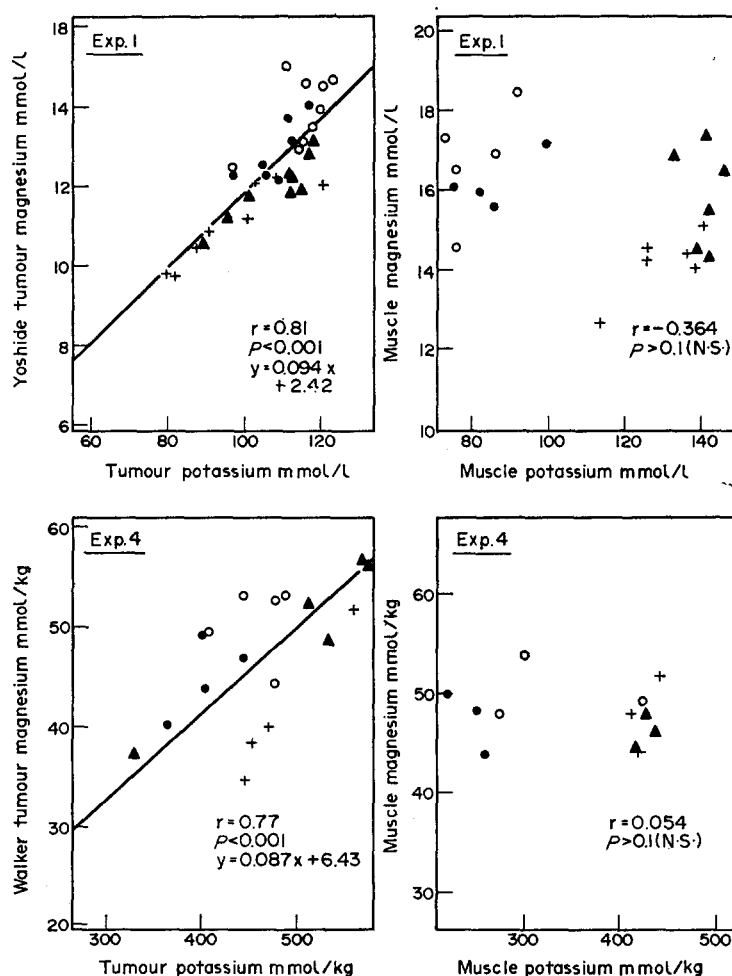 Exp.1
Yoshide tumour magnesium mmol/l
16
14
12
10
8
6
60
80
100
120
Tumour potassium mmol/l
r=0.81
P<0.001
y=0.094x
+2.42
Exp.1
Muscle magnesium mmol/l
20
18
16
14
12
10
80
100
120
140
Muscle potassium mmol/l
r=-0.364
P>0.1(N·S·)
Exp.4
Walker tumour magnesium mmol/kg
60
50
40
30
20
300
400
500
Tumour potassium mmol/kg
r=0.77
P<0.001
y=0.087x+6.43
Exp.4
Muscle magnesium mmol/kg
60
50
40
30
300
400
500
Muscle potassium mmol/kg
r=0.054
P>0.1(N·S·)